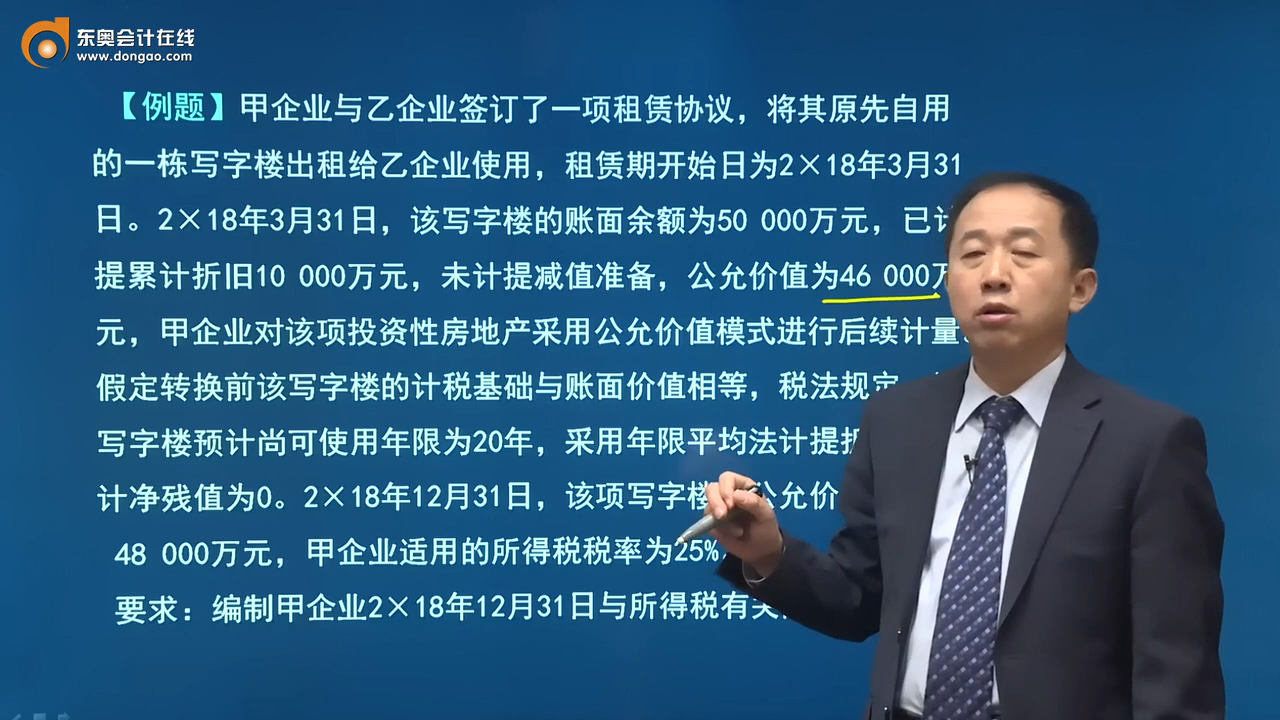 东奥会计在线
www.dongao.com
【例题】甲企业与乙企业签订了一项租赁协议，将其原先自用
的一栋写字楼出租给乙企业使用，租赁期开始日为2×18年3月31
日。2×18年3月31日，该写字楼的账面余额为50 000万元，已计
提累计折旧10 000万元，未计提减值准备，公允价值为46 000万
元，甲企业对该项投资性房地产采用公允价值模式进行后续计量。
假定转换前该写字楼的计税基础与账面价值相等，税法规定
写字楼预计尚可使用年限为20年，采用年限平均法计提折
计净残值为0。2×18年12月31日，该项写字楼 公允价
48 000万元，甲企业适用的所得税税率为25%
要求：编制甲企业2×18年12月31日与所得税有关